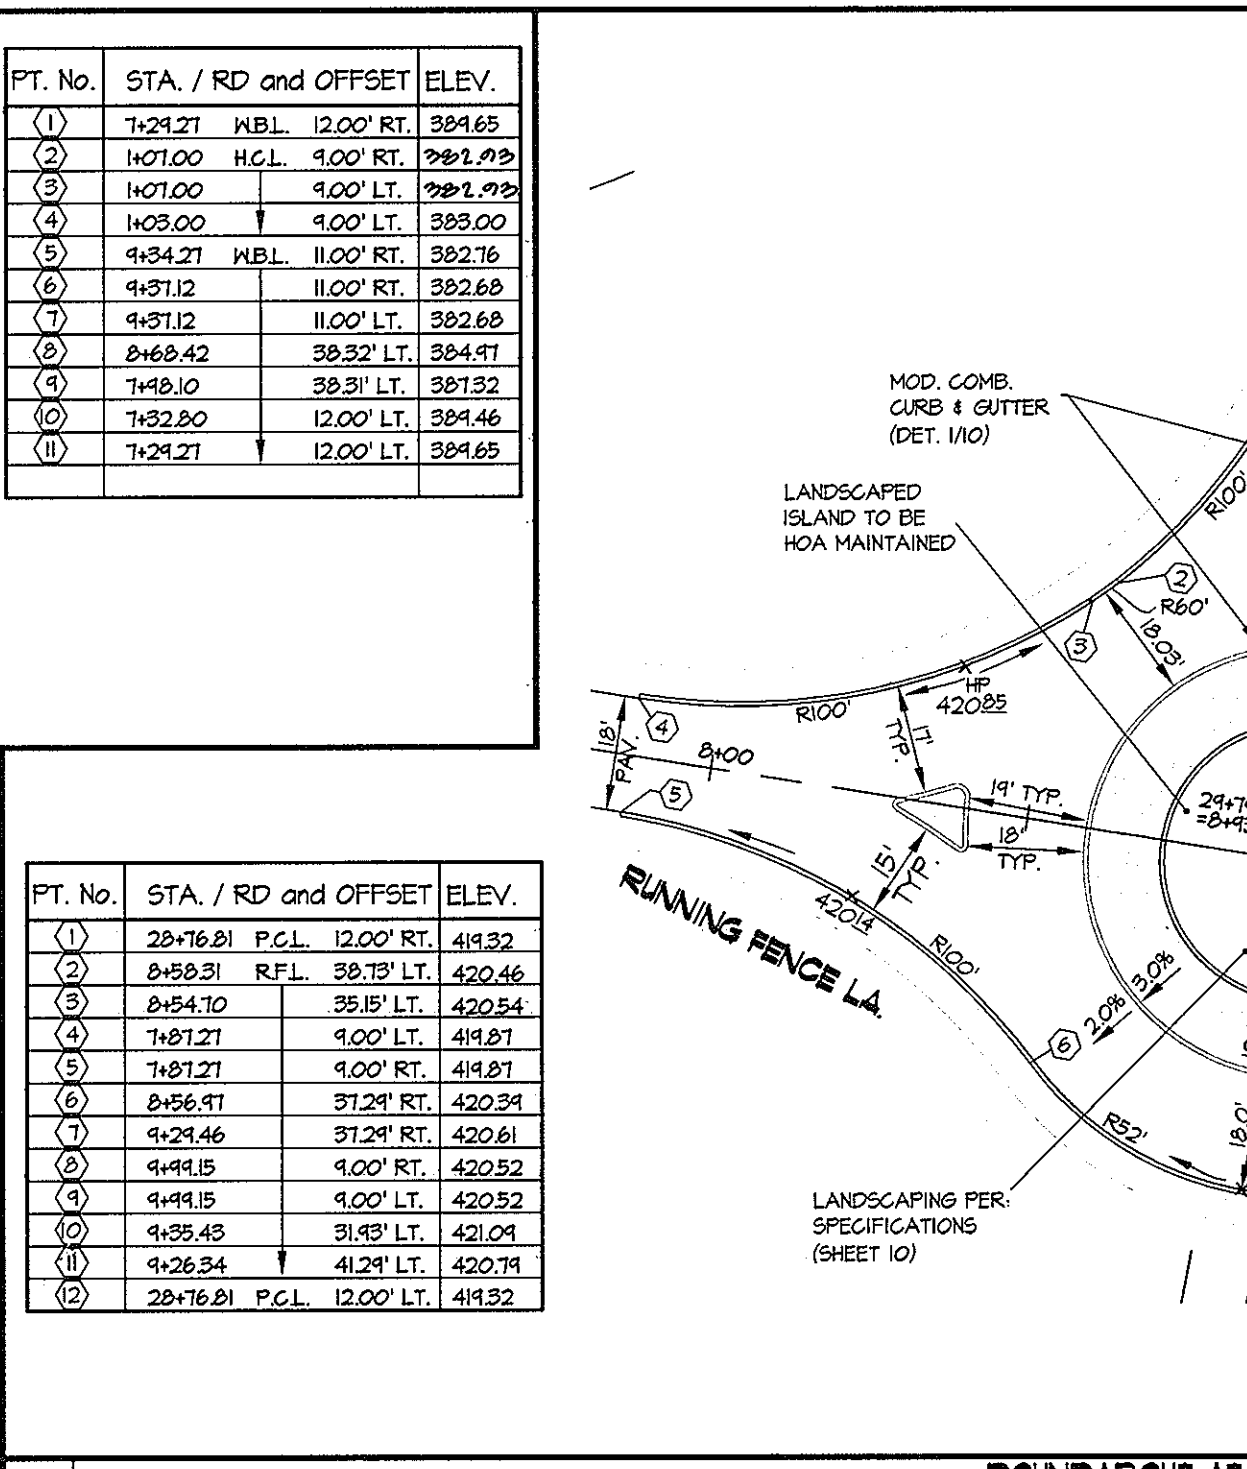 PT. No. STA. / RD and OFFSET ELEV.
1 7+29.27 W.B.L. 12.00' RT. 389.65
2 1+07.00 H.C.L. 9.00' RT. 382.93
3 1+07.00 9.00' LT. 382.93
4 1+03.00 9.00' LT. 383.00
5 9+34.27 W.B.L. 11.00' RT. 382.76
6 9+37.12 11.00' RT. 382.68
7 9+37.12 11.00' LT. 382.68
8 8+68.42 38.32' LT. 384.97
9 7+98.10 38.31' LT. 387.32
10 7+32.80 12.00' LT. 389.46
11 7+29.27 12.00' LT. 389.65
MOD. COMB.
CURB & GUTTER
(DET. 1/10)
R100'
LANDSCAPED
ISLAND TO BE
HOA MAINTAINED
2
R60'
18.03'
3
HP
42085
R100'
4
18'
PAV.
8+00
17'
TYP.
5
19' TYP.
18'
TYP.
15'
TYP.
42014
RUNNING FENCE LA.
R100'
3.0%
2.0%
6
R52'
18.0'
LANDSCAPING PER:
SPECIFICATIONS
(SHEET 10)
PT. No. STA. / RD and OFFSET ELEV.
1 28+76.81 P.C.L. 12.00' RT. 419.32
2 8+58.31 R.F.L. 38.73' LT. 420.46
3 8+54.70 35.15' LT. 420.54
4 7+87.27 9.00' LT. 419.87
5 7+87.27 9.00' RT. 419.87
6 8+56.97 37.29' RT. 420.39
7 9+29.46 37.29' RT. 420.61
8 9+99.15 9.00' RT. 420.52
9 9+99.15 9.00' LT. 420.52
10 9+35.43 31.93' LT. 421.09
11 9+26.34 41.29' LT. 420.79
12 28+76.81 P.C.L. 12.00' LT. 419.32